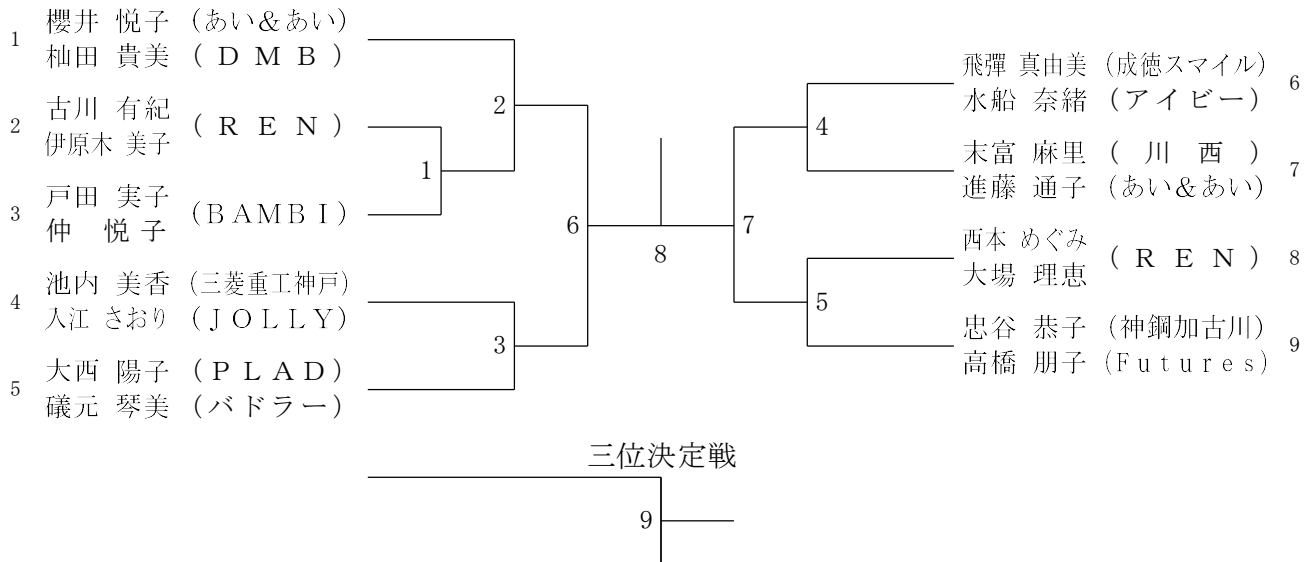 1 櫻井 悦子 (あい&あい)
杣田 貴美 (ＤＭＢ)
2 古川 有紀 (ＲＥＮ)
伊原木 美子
3 戸田 実子 (ＢＡＭＢＩ)
仲 悦子
4 池内 美香 (三菱重工神戸)
入江 さおり (ＪＯＬＬＹ)
5 大西 陽子 (ＰＬＡＤ)
礒元 琴美 (バドラー)
2
1
3
6
8
7
4
5
飛彈 真由美 (成徳スマイル) 6
水船 奈緒 (アイビー)
末富 麻里 (川西) 7
進藤 通子 (あい&あい)
西本 めぐみ (ＲＥＮ) 8
大場 理恵
忠谷 恭子 (神鋼加古川) 9
高橋 朋子 (Futures)
三位決定戦
9